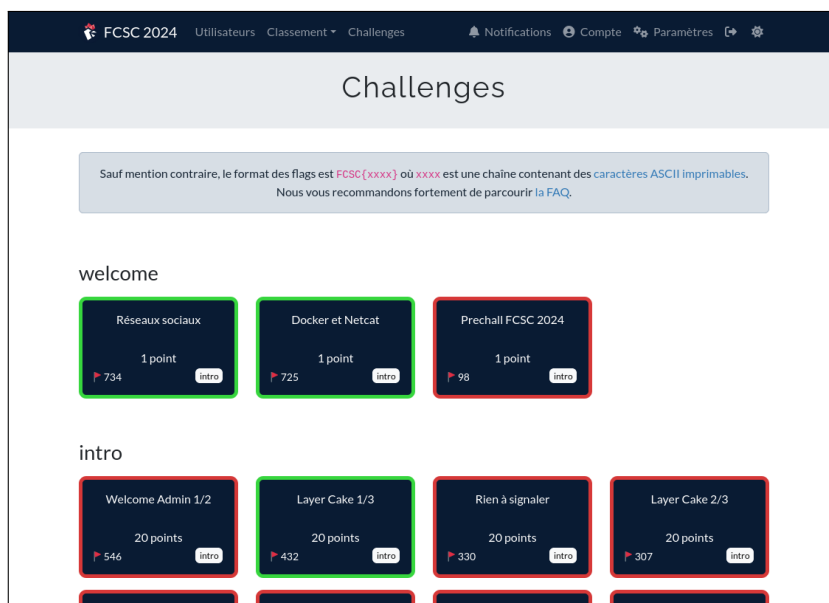 FCSC 2024 Utilisateurs Classement Challenges Notifications Compte Paramètres
Challenges
Sauf mention contraire, le format des flags est FCSC{xxxx} où xxxx est une chaîne contenant des caractères ASCII imprimables.
Nous vous recommandons fortement de parcourir la FAQ.
welcome
Réseaux sociaux
1 point
734 intro
Docker et Netcat
1 point
725 intro
Prechall FCSC 2024
1 point
98 intro
intro
Welcome Admin 1/2
20 points
546 intro
Layer Cake 1/3
20 points
432 intro
Rien à signaler
20 points
330 intro
Layer Cake 2/3
20 points
307 intro